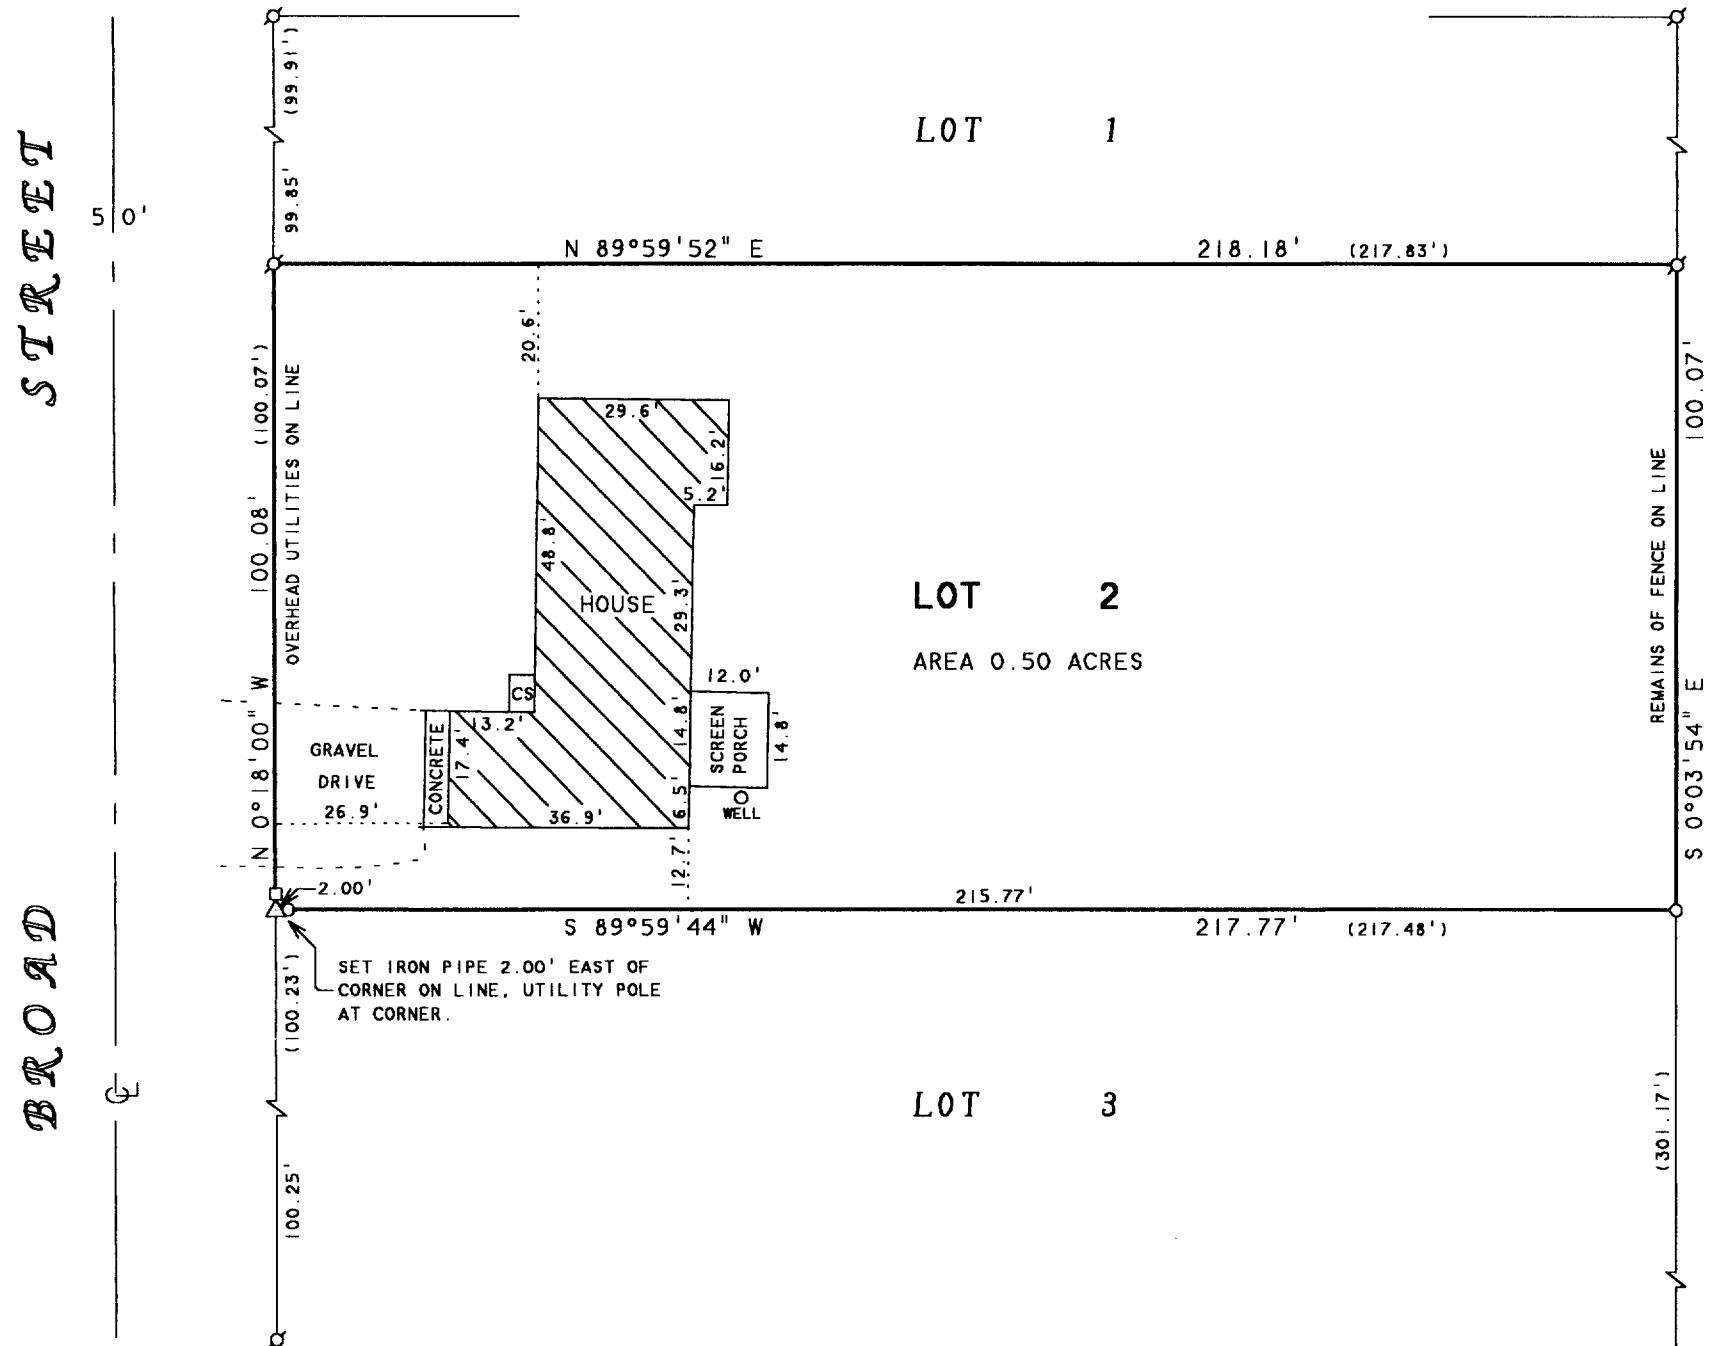 BROAD STREET
50'
(99.91')
99.85'
LOT 1
N 89°59'52" E 218.18' (217.83')
20.6'
(100.07')
100.08'
N 0°18'00" W
OVERHEAD UTILITIES ON LINE
29.6'
16.2'
5.2'
48.8'
HOUSE
29.3'
LOT 2
AREA 0.50 ACRES
100.07'
S 0°03'54" E
REMAINS OF FENCE ON LINE
CS
13.2'
17.4'
CONCRETE
GRAVEL
DRIVE
26.9'
36.9'
14.8'
6.5'
12.0'
SCREEN
PORCH
14.8'
WELL
12.7'
2.00'
215.77'
S 89°59'44" W 217.77' (217.48')
SET IRON PIPE 2.00' EAST OF
CORNER ON LINE, UTILITY POLE
AT CORNER.
(100.23')
100.25'
CL
LOT 3
(301.17')